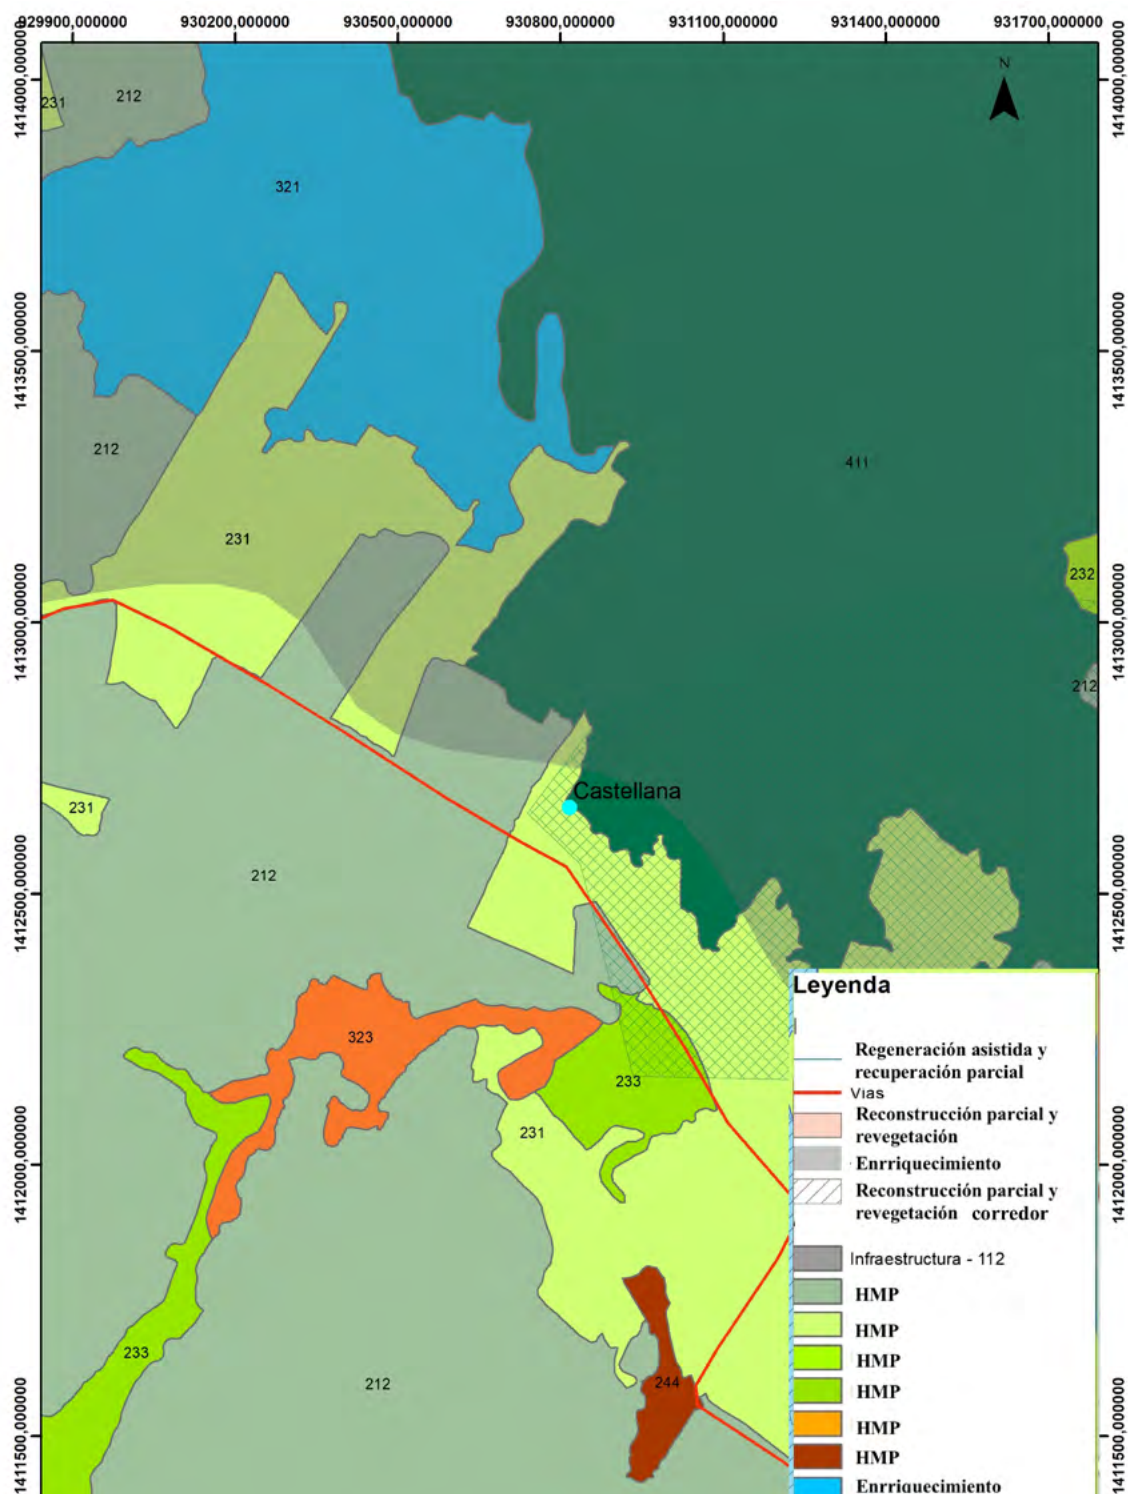 929900,000000 930200,000000 930500,000000 930800,000000 931100,000000 931400,000000 931700,000000
1414000,000000
1414000,000000
N
231
212
321
1413500,000000
1413500,000000
212
411
231
232
1413000,000000
1413000,000000
212
Castellana
231
212
1412500,000000
1412500,000000
323
233
231
1412000,000000
1412000,000000
233
212
244
1411500,000000
1411500,000000
Leyenda
Regeneración asistida y
recuperación parcial
Vias
Reconstrucción parcial y
revegetación
Enrriquecimiento
Reconstrucción parcial y
revegetación corredor
Infraestructura - 112
HMP
HMP
HMP
HMP
HMP
HMP
Enrriquecimiento